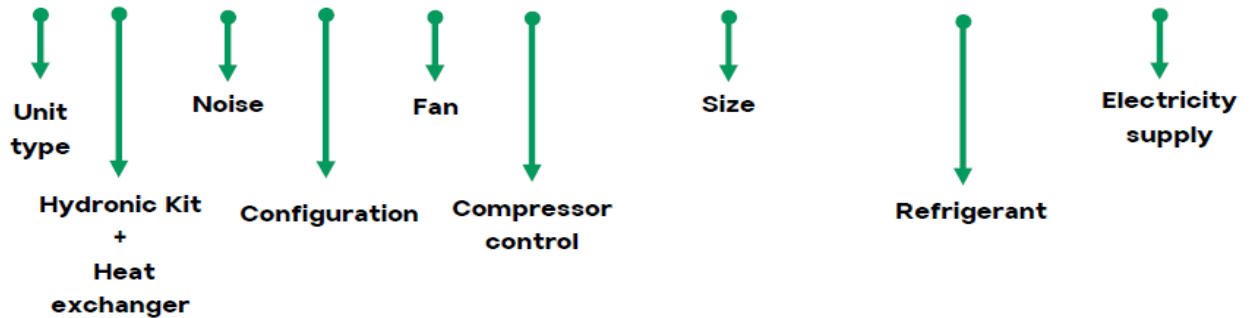 Unit
type
Hydronic Kit
+
Heat
exchanger
Noise
Configuration
Fan
Compressor
control
Size
Refrigerant
Electricity
supply